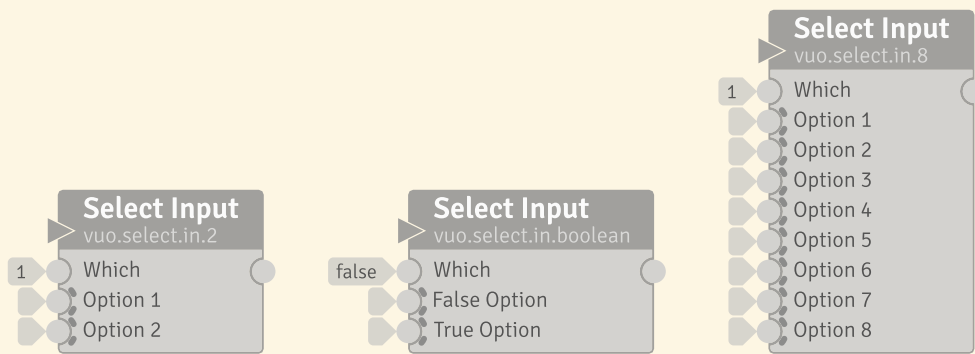 Select Input
vuo.select.in.2
1
Which
Option 1
Option 2
Select Input
vuo.select.in.boolean
false
Which
False Option
True Option
Select Input
vuo.select.in.8
1
Which
Option 1
Option 2
Option 3
Option 4
Option 5
Option 6
Option 7
Option 8